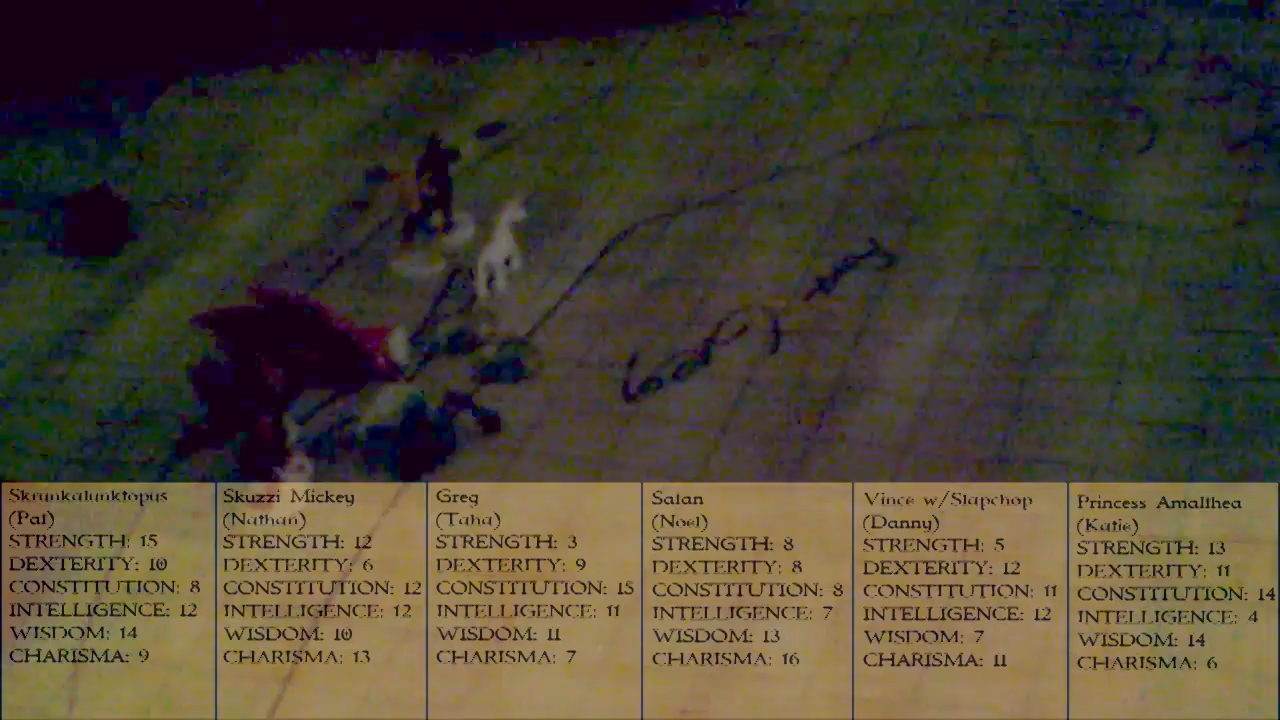 Skrunkalunktopus
(Pat)
STRENGTH: 15
DEXTERITY: 10
CONSTITUTION: 8
INTELLIGENCE: 12
WISDOM: 14
CHARISMA: 9
Skuzzi Mickey
(Nathan)
STRENGTH: 12
DEXTERITY: 6
CONSTITUTION: 12
INTELLIGENCE: 12
WISDOM: 10
CHARISMA: 13
Greg
(Taha)
STRENGTH: 3
DEXTERITY: 9
CONSTITUTION: 15
INTELLIGENCE: 11
WISDOM: 11
CHARISMA: 7
Satan
(Noel)
STRENGTH: 8
DEXTERITY: 8
CONSTITUTION: 8
INTELLIGENCE: 7
WISDOM: 13
CHARISMA: 16
Vince w/Slapchop
(Danny)
STRENGTH: 5
DEXTERITY: 12
CONSTITUTION: 11
INTELLIGENCE: 12
WISDOM: 7
CHARISMA: 11
Princess Amalthea
(Katie)
STRENGTH: 13
DEXTERITY: 11
CONSTITUTION: 14
INTELLIGENCE: 4
WISDOM: 14
CHARISMA: 6